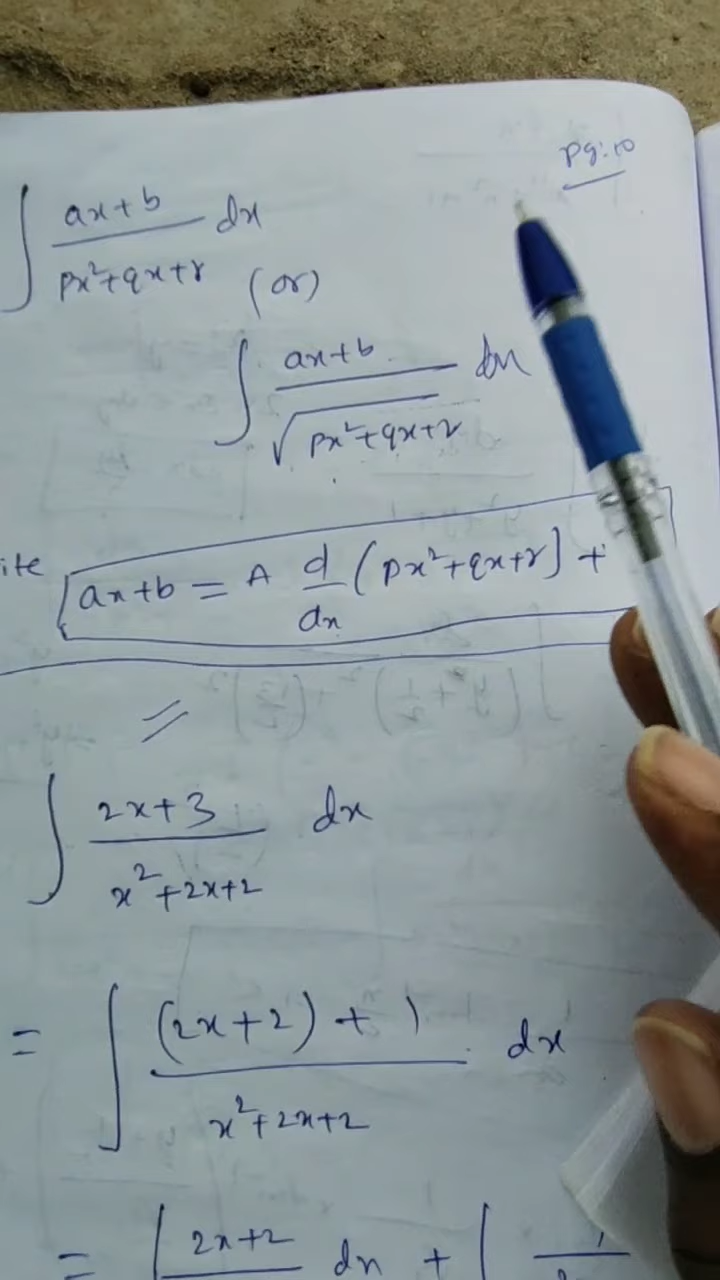 pg:10
∫ ax+b / px²+qx+r dx
(or)
∫ ax+b / √px²+qx+r dx
ite ax+b = A d/dx (px²+qx+r) +
=
∫ 2x+3 / x²+2x+2 dx
= ∫ (2x+2) + 1 / x²+2x+2 dx
= ∫ 2x+2 dx + ∫ 1